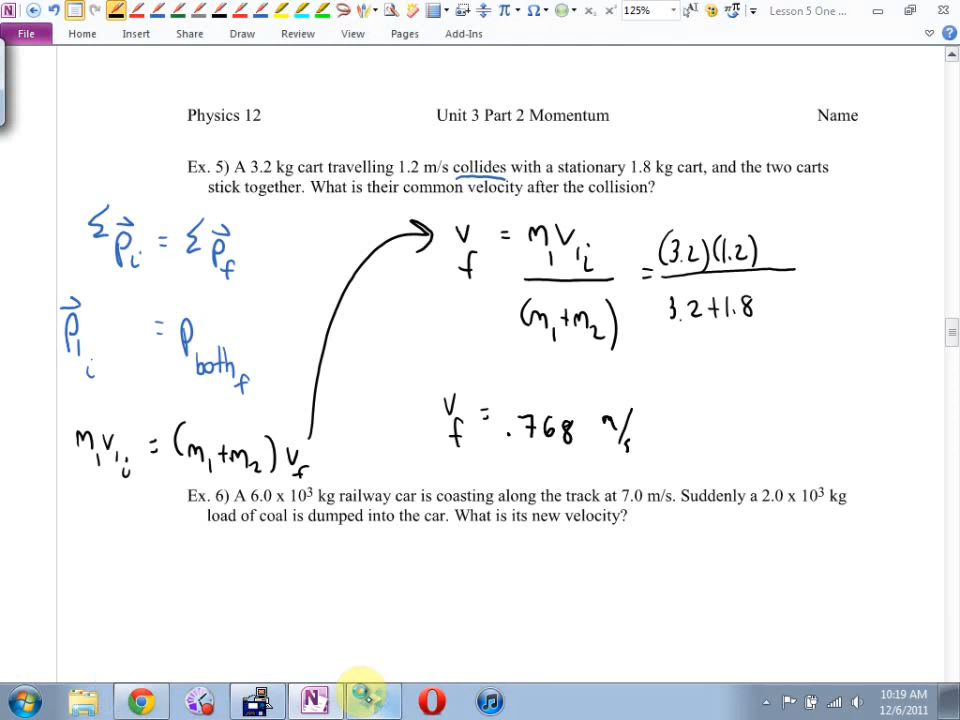 125%
Lesson 5 One ...
File Home Insert Share Draw Review View Pages Add-Ins
Physics 12 Unit 3 Part 2 Momentum Name
Ex. 5) A 3.2 kg cart travelling 1.2 m/s collides with a stationary 1.8 kg cart, and the two carts
stick together. What is their common velocity after the collision?
Σp⃗i = Σp⃗f
p⃗1i = pboth f
m1v1i = (m1+m2)vf
vf = m1v1i / (m1+m2) = (3.2)(1.2) / 3.2+1.8
vf = .768 m/s
Ex. 6) A 6.0 x 10³ kg railway car is coasting along the track at 7.0 m/s. Suddenly a 2.0 x 10³ kg
load of coal is dumped into the car. What is its new velocity?
10:19 AM
12/6/2011